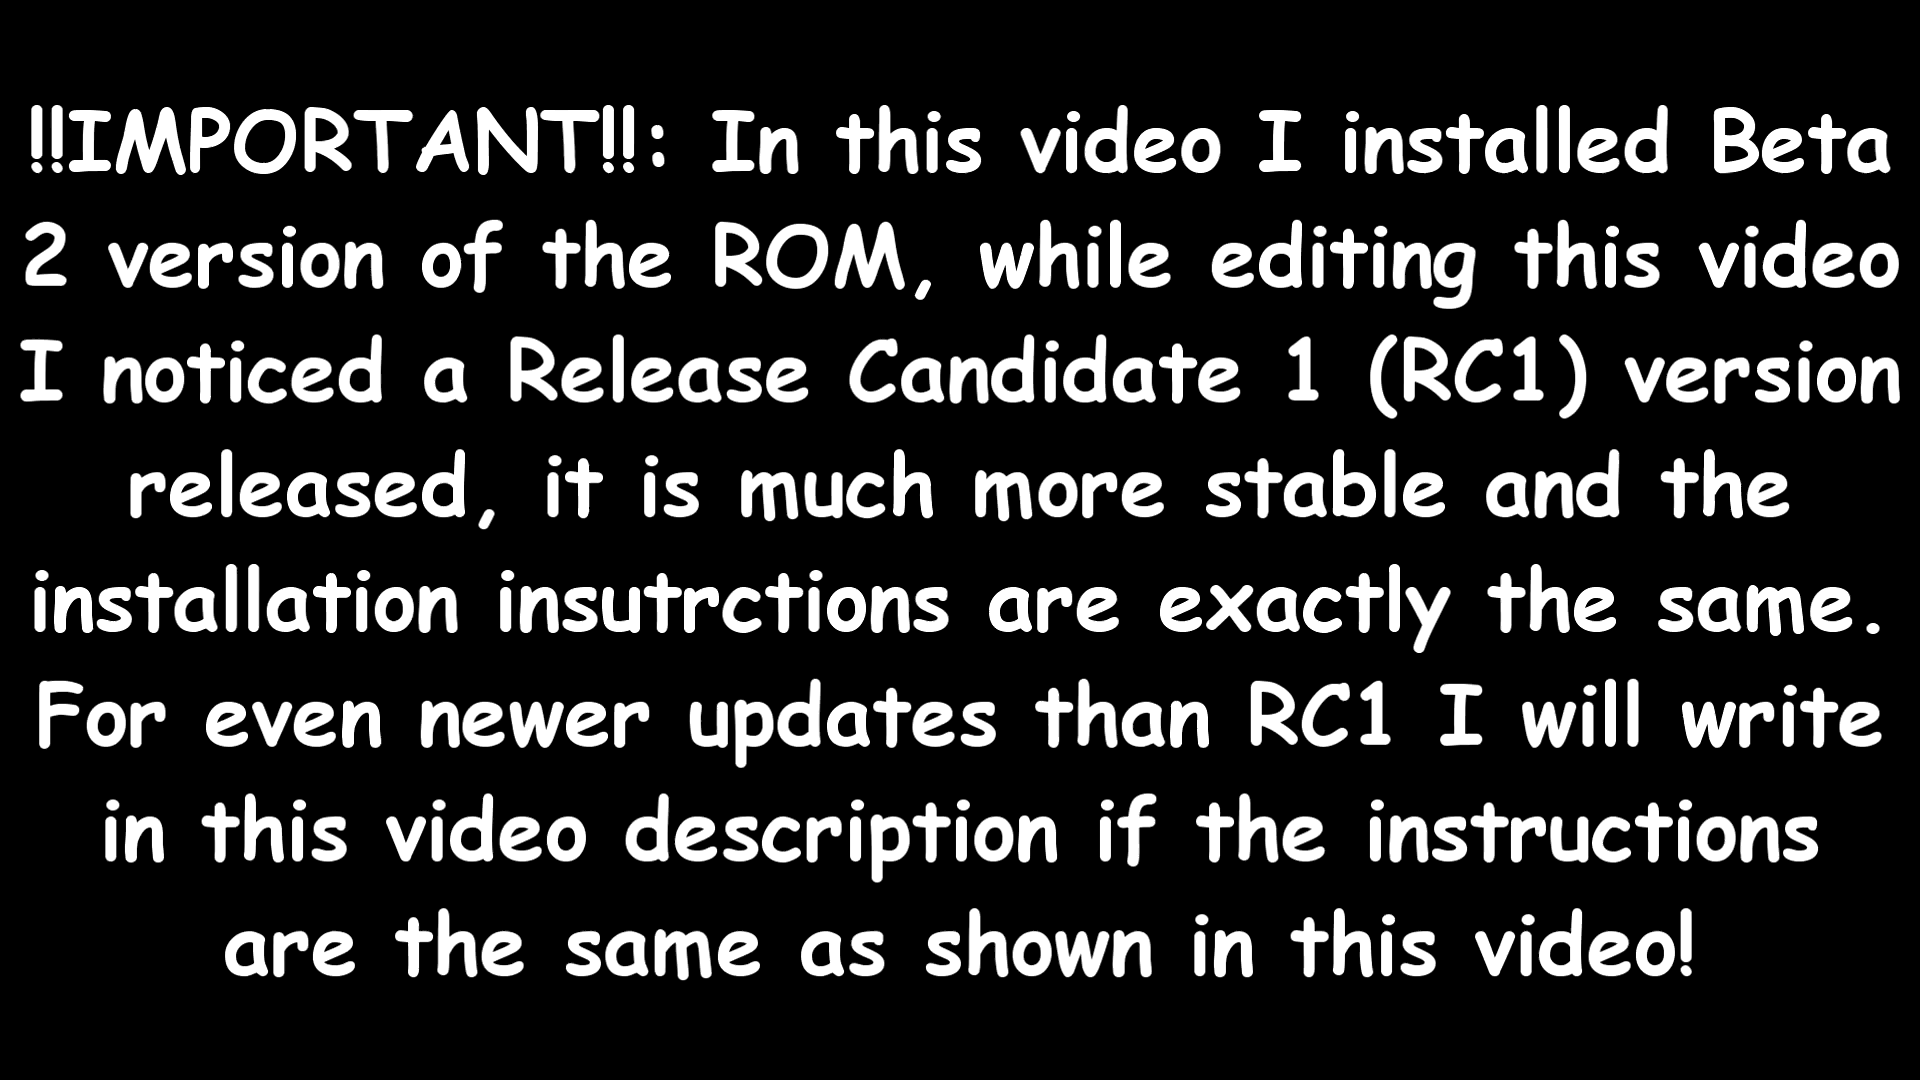 !!IMPORTANT!!: In this video I installed Beta
2 version of the ROM, while editing this video
I noticed a Release Candidate 1 (RC1) version
released, it is much more stable and the
installation insutrctions are exactly the same.
For even newer updates than RC1 I will write
in this video description if the instructions
are the same as shown in this video!